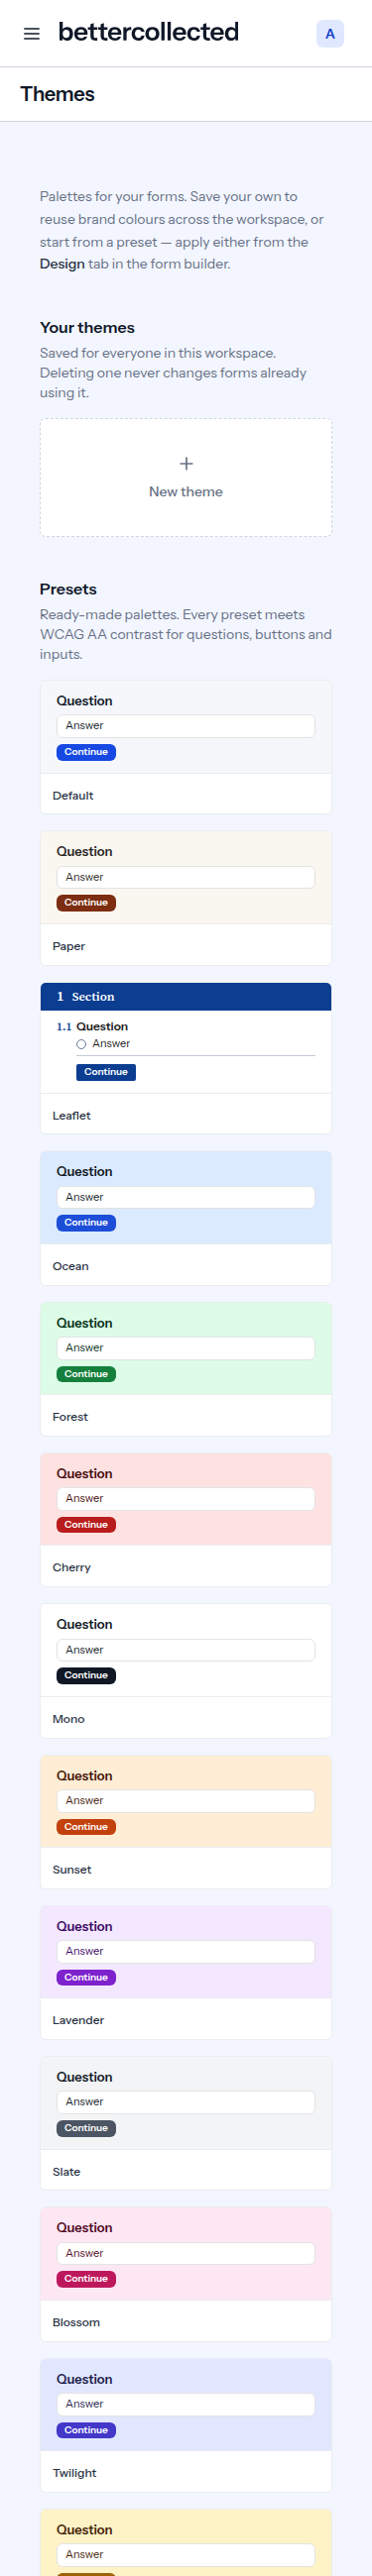 bettercollected
A
Themes
Palettes for your forms. Save your own to
reuse brand colours across the workspace, or
start from a preset — apply either from the
Design tab in the form builder.
Your themes
Saved for everyone in this workspace.
Deleting one never changes forms already
using it.
+
New theme
Presets
Ready-made palettes. Every preset meets
WCAG AA contrast for questions, buttons and
inputs.
Question
Answer
Continue
Default
Question
Answer
Continue
Paper
1 Section
1.1 Question
Answer
Continue
Leaflet
Question
Answer
Continue
Ocean
Question
Answer
Continue
Forest
Question
Answer
Continue
Cherry
Question
Answer
Continue
Mono
Question
Answer
Continue
Sunset
Question
Answer
Continue
Lavender
Question
Answer
Continue
Slate
Question
Answer
Continue
Blossom
Question
Answer
Continue
Twilight
Question
Answer